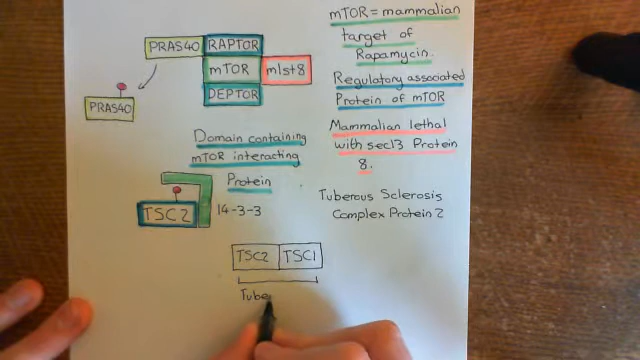 PRAS40 RAPTOR
mTOR mlst8
DEPTOR
PRAS40
mTOR = mammalian
target of
Rapamycin.
Regulatory associated
Protein of mTOR
Mammalian lethal
with sec13 Protein
8.
Domain containing
mTOR interacting
Protein
TSC2 14-3-3
Tuberous Sclerosis
Complex Protein 2
TSC2 TSC1
Tube